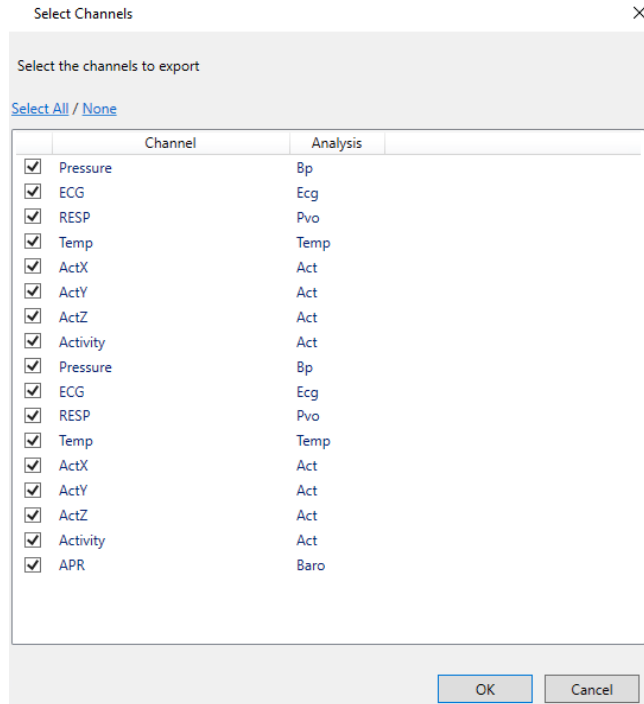 Select Channels
Select the channels to export
Select All / None
Channel Analysis
Pressure Bp
ECG Ecg
RESP Pvo
Temp Temp
ActX Act
ActY Act
ActZ Act
Activity Act
Pressure Bp
ECG Ecg
RESP Pvo
Temp Temp
ActX Act
ActY Act
ActZ Act
Activity Act
APR Baro
OK Cancel